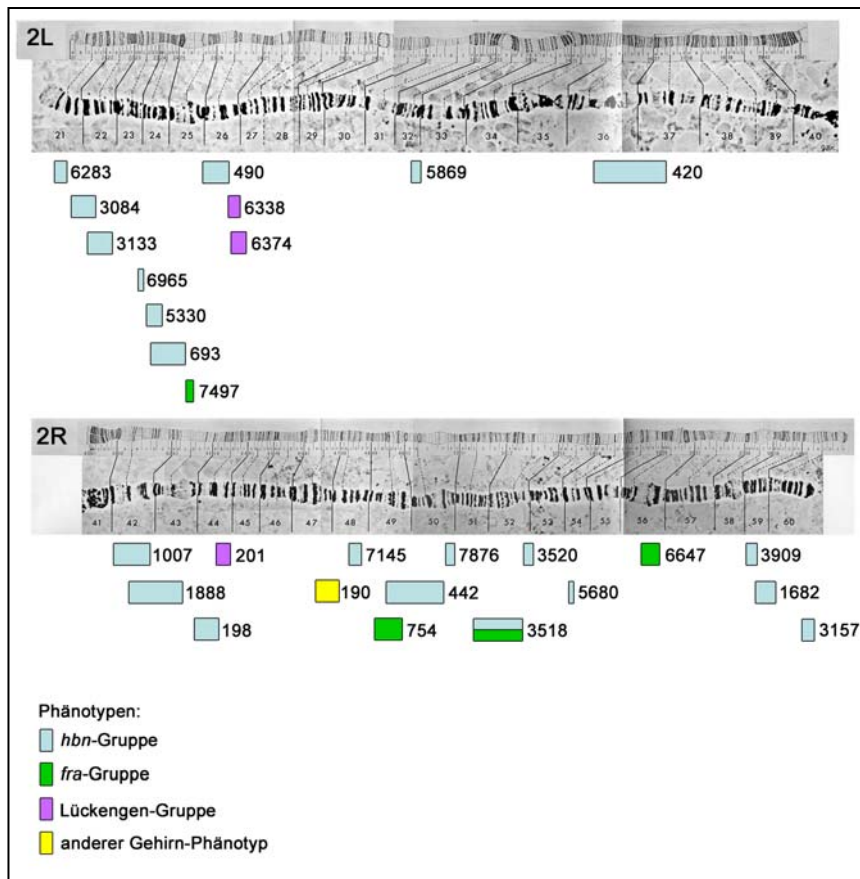 2L
21 22 23 24 25 26 27 28 29 30 31 32 33 34 35 36 37 38 39 40
6283 490 5869 420
3084 6338
3133 6374
6965
5330
693
7497
2R
41 42 43 44 45 46 47 48 49 50 51 52 53 54 55 56 57 58 59 60
1007 201 7145 7876 3520 6647 3909
1888 190 442 5680 1682
198 754 3518 3157
Phänotypen:
hbn-Gruppe
fra-Gruppe
Lückengen-Gruppe
anderer Gehirn-Phänotyp